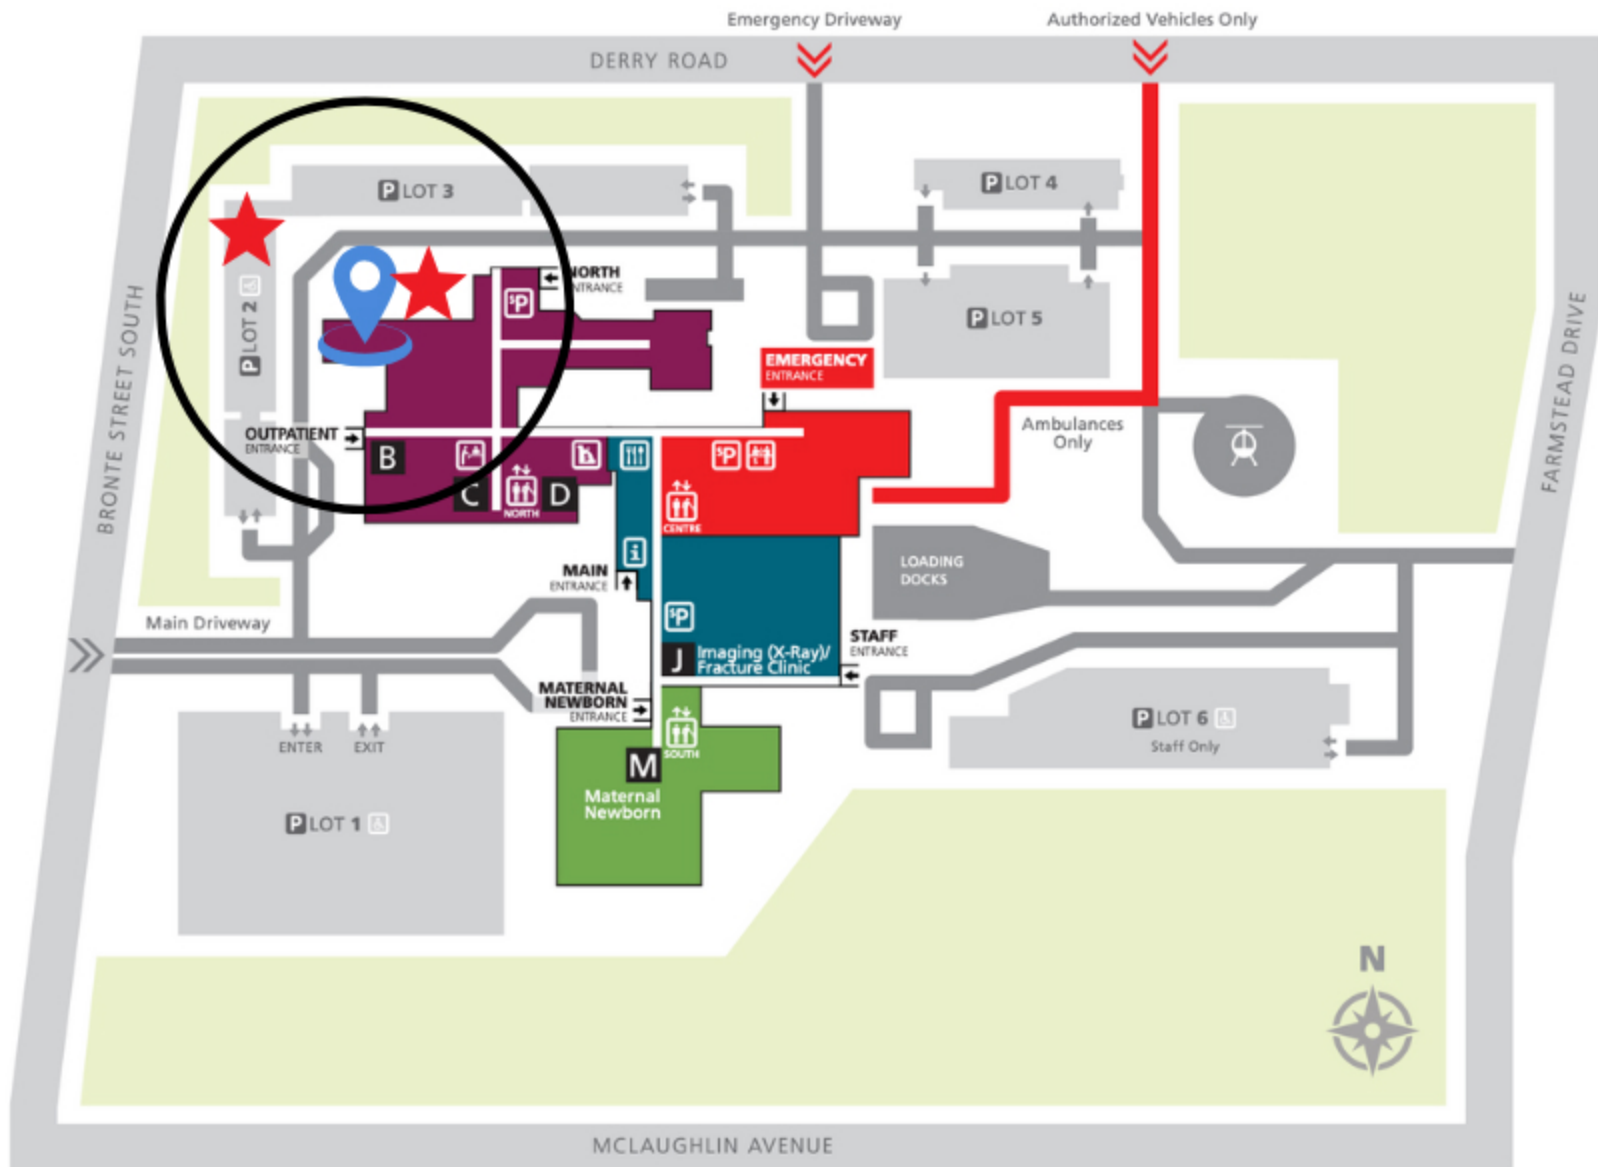 Emergency Driveway
Authorized Vehicles Only
DERRY ROAD
P LOT 3
P LOT 4
NORTH
ENTRANCE
$P
P LOT 2
P LOT 5
BRONTE STREET SOUTH
FARMSTEAD DRIVE
EMERGENCY
ENTRANCE
Ambulances
Only
OUTPATIENT
ENTRANCE
B
C
D
NORTH
$P
CENTRE
i
MAIN
ENTRANCE
LOADING
DOCKS
$P
Main Driveway
STAFF
ENTRANCE
J
Imaging (X-Ray)/
Fracture Clinic
MATERNAL
NEWBORN
ENTRANCE
SOUTH
P LOT 6
Staff Only
ENTER
EXIT
M
Maternal
Newborn
P LOT 1
N
MCLAUGHLIN AVENUE